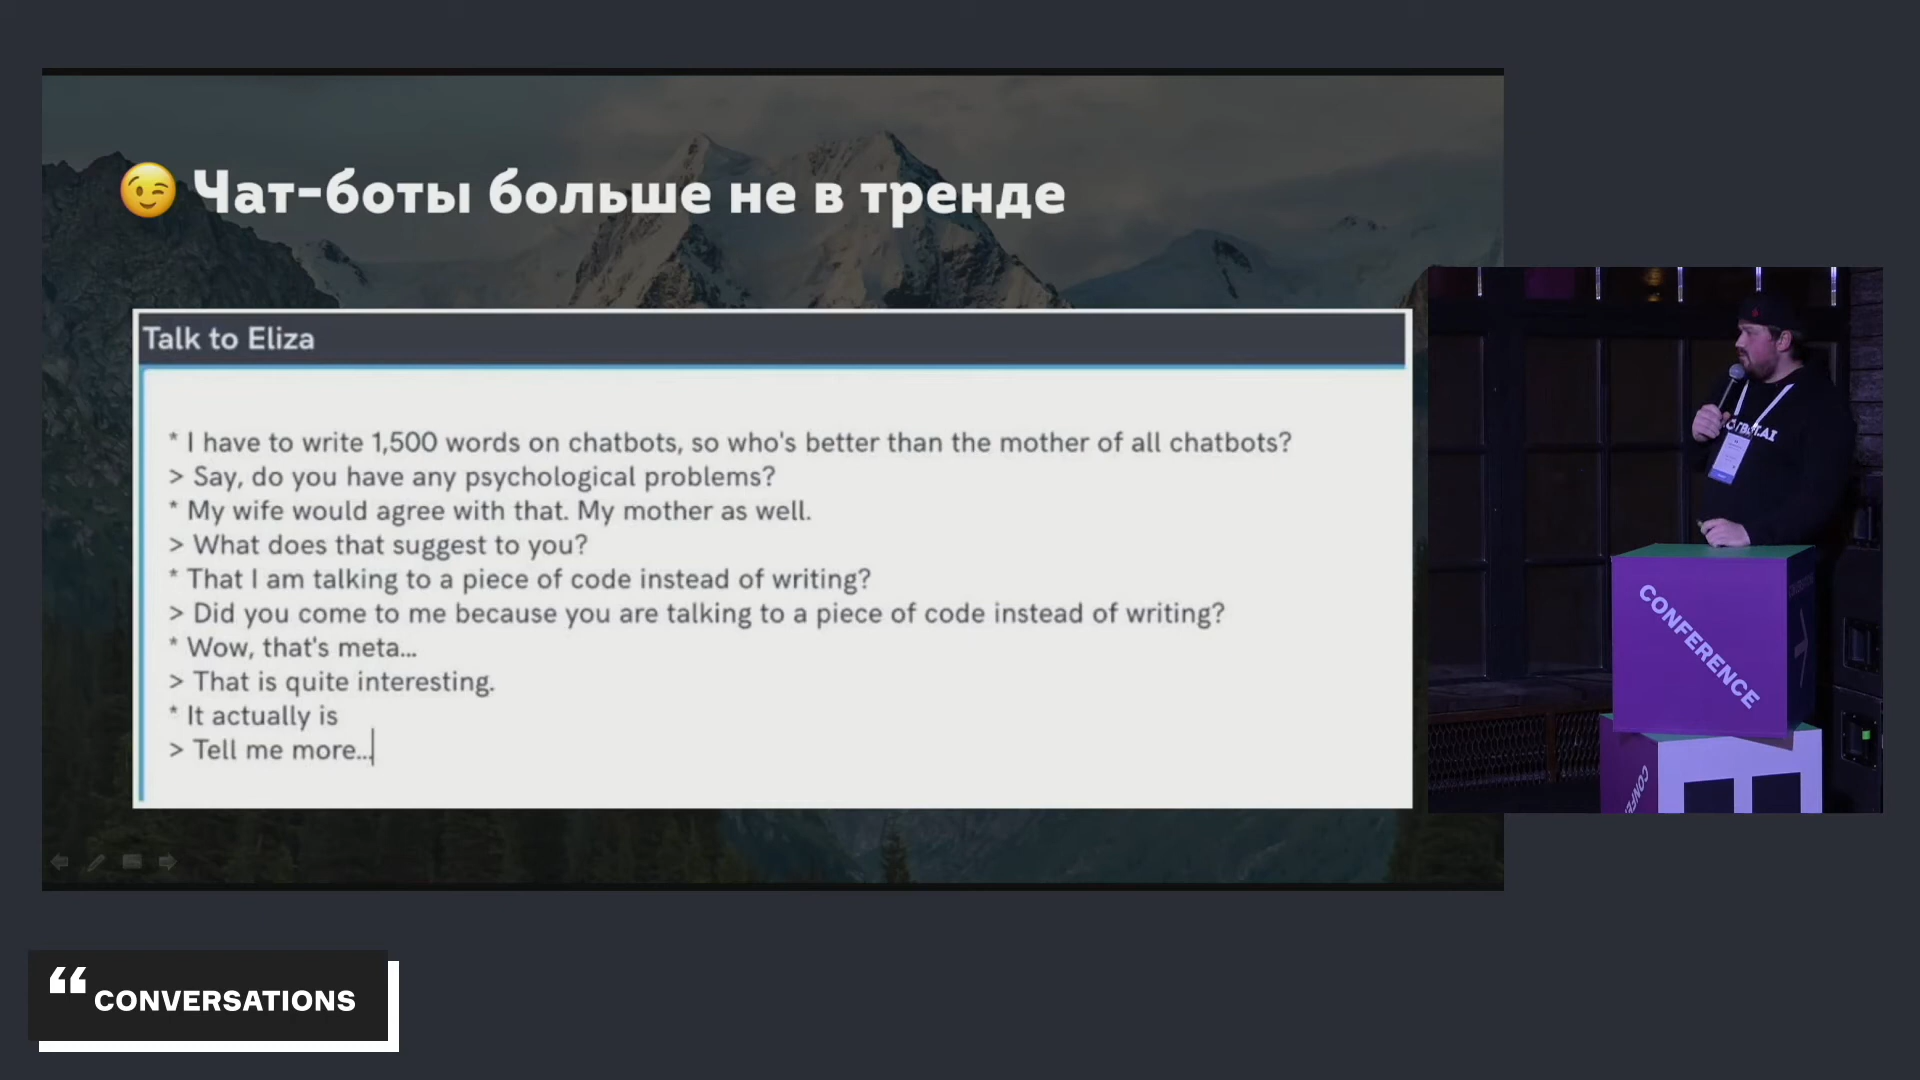 😉 Чат-боты больше не в тренде
Talk to Eliza
* I have to write 1,500 words on chatbots, so who's better than the mother of all chatbots?
> Say, do you have any psychological problems?
* My wife would agree with that. My mother as well.
> What does that suggest to you?
* That I am talking to a piece of code instead of writing?
> Did you come to me because you are talking to a piece of code instead of writing?
* Wow, that's meta...
> That is quite interesting.
* It actually is
> Tell me more...
CONFERENCE
“ CONVERSATIONS